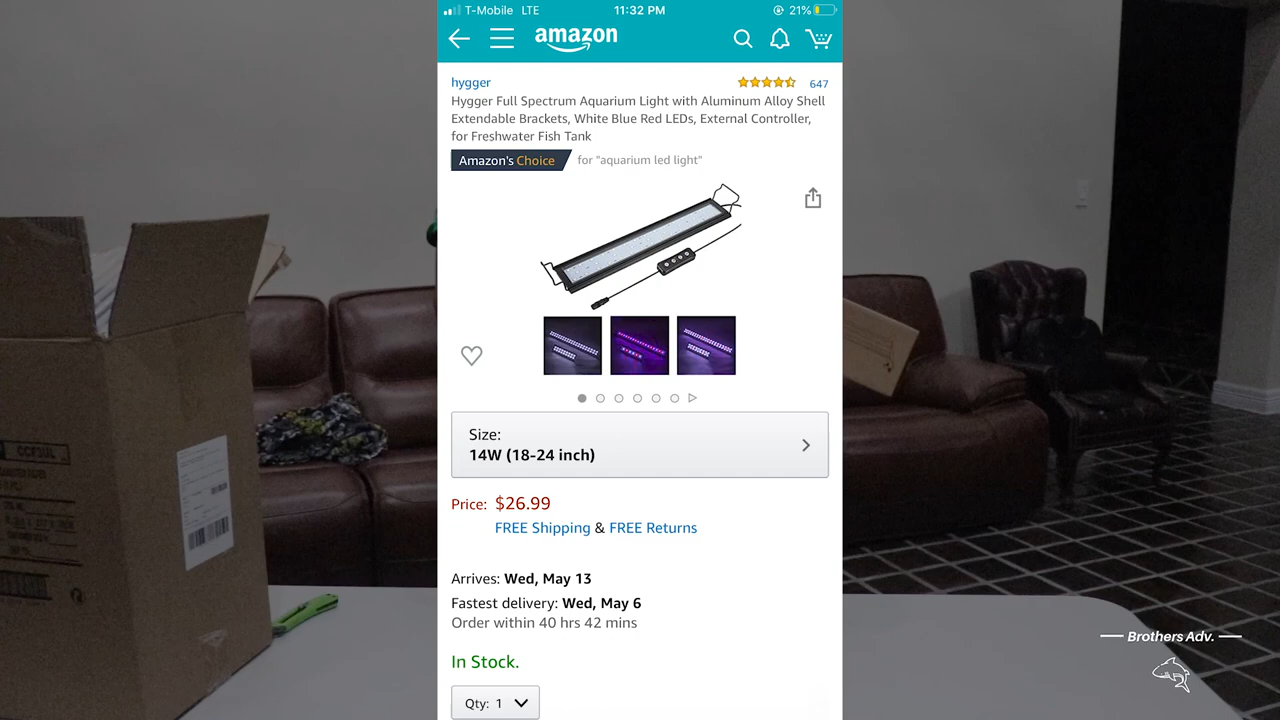 T-Mobile LTE 11:32 PM 21%
amazon
hygger 647
Hygger Full Spectrum Aquarium Light with Aluminum Alloy Shell
Extendable Brackets, White Blue Red LEDs, External Controller,
for Freshwater Fish Tank
Amazon's Choice for "aquarium led light"
Size:
14W (18-24 inch)
Price: $26.99
FREE Shipping & FREE Returns
Arrives: Wed, May 13
Fastest delivery: Wed, May 6
Order within 40 hrs 42 mins
In Stock.
Qty: 1
Brothers Adv.